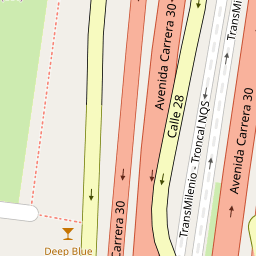 Avenida Carrera 30
Calle 28
TransMilenio - Troncal NQS
TransMi
Avenida Carrera 30
Carrera 30
Deep Blue